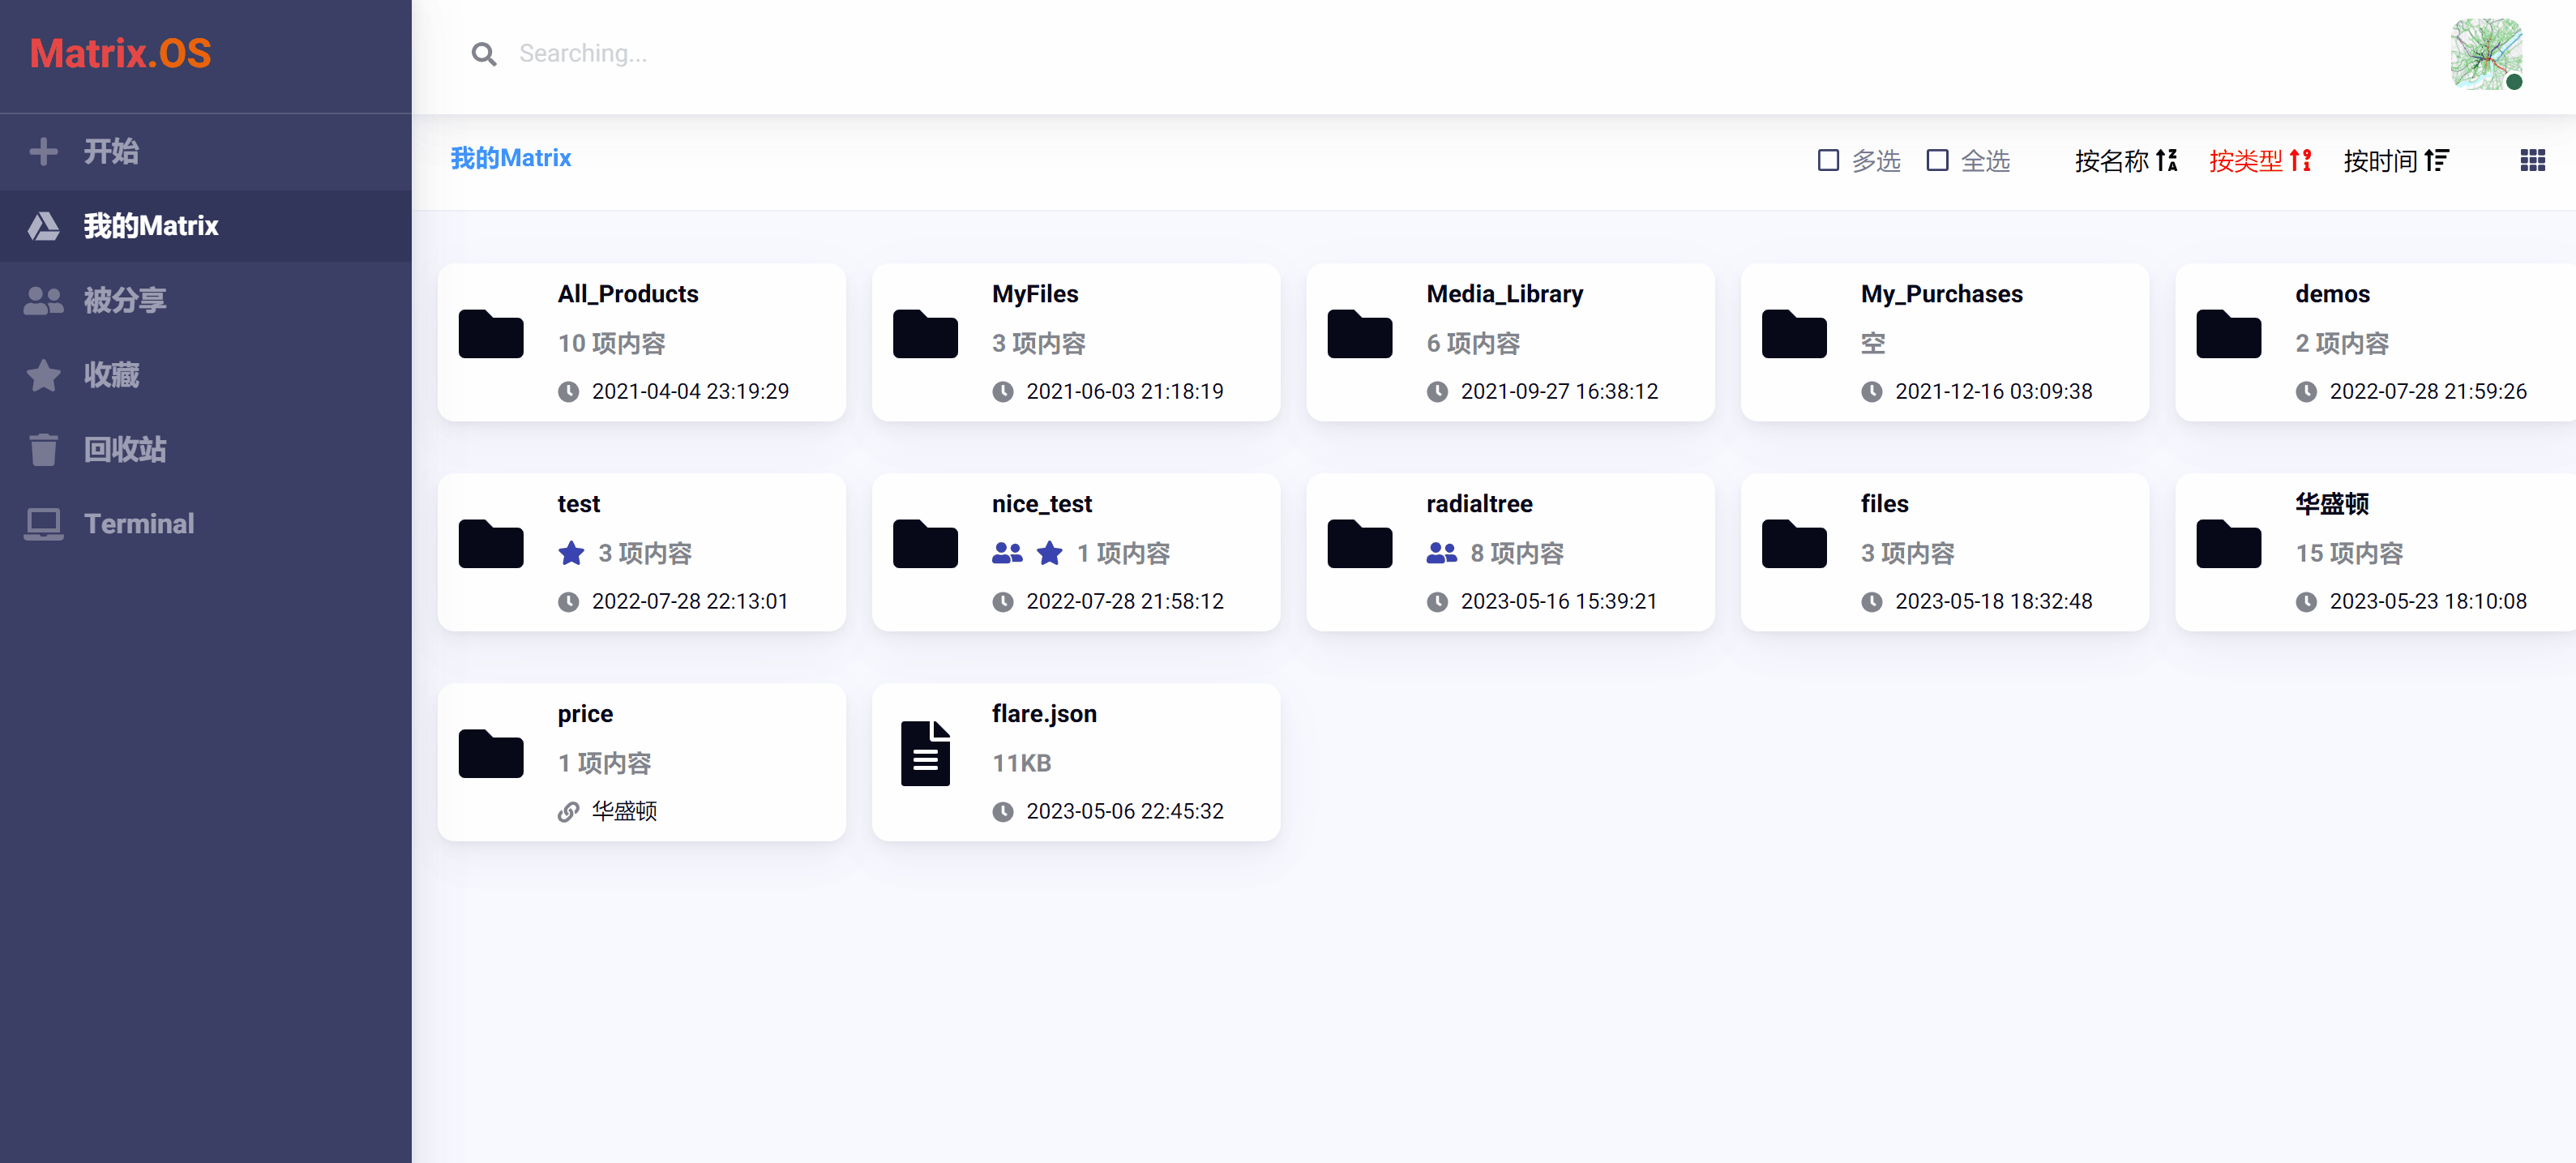 Matrix.OS
Searching...
开始
我的Matrix
被分享
收藏
回收站
Terminal
我的Matrix
多选 全选 按名称 按类型 按时间
All_Products
10 项内容
2021-04-04 23:19:29
MyFiles
3 项内容
2021-06-03 21:18:19
Media_Library
6 项内容
2021-09-27 16:38:12
My_Purchases
空
2021-12-16 03:09:38
demos
2 项内容
2022-07-28 21:59:26
test
3 项内容
2022-07-28 22:13:01
nice_test
1 项内容
2022-07-28 21:58:12
radialtree
8 项内容
2023-05-16 15:39:21
files
3 项内容
2023-05-18 18:32:48
华盛顿
15 项内容
2023-05-23 18:10:08
price
1 项内容
华盛顿
flare.json
11KB
2023-05-06 22:45:32